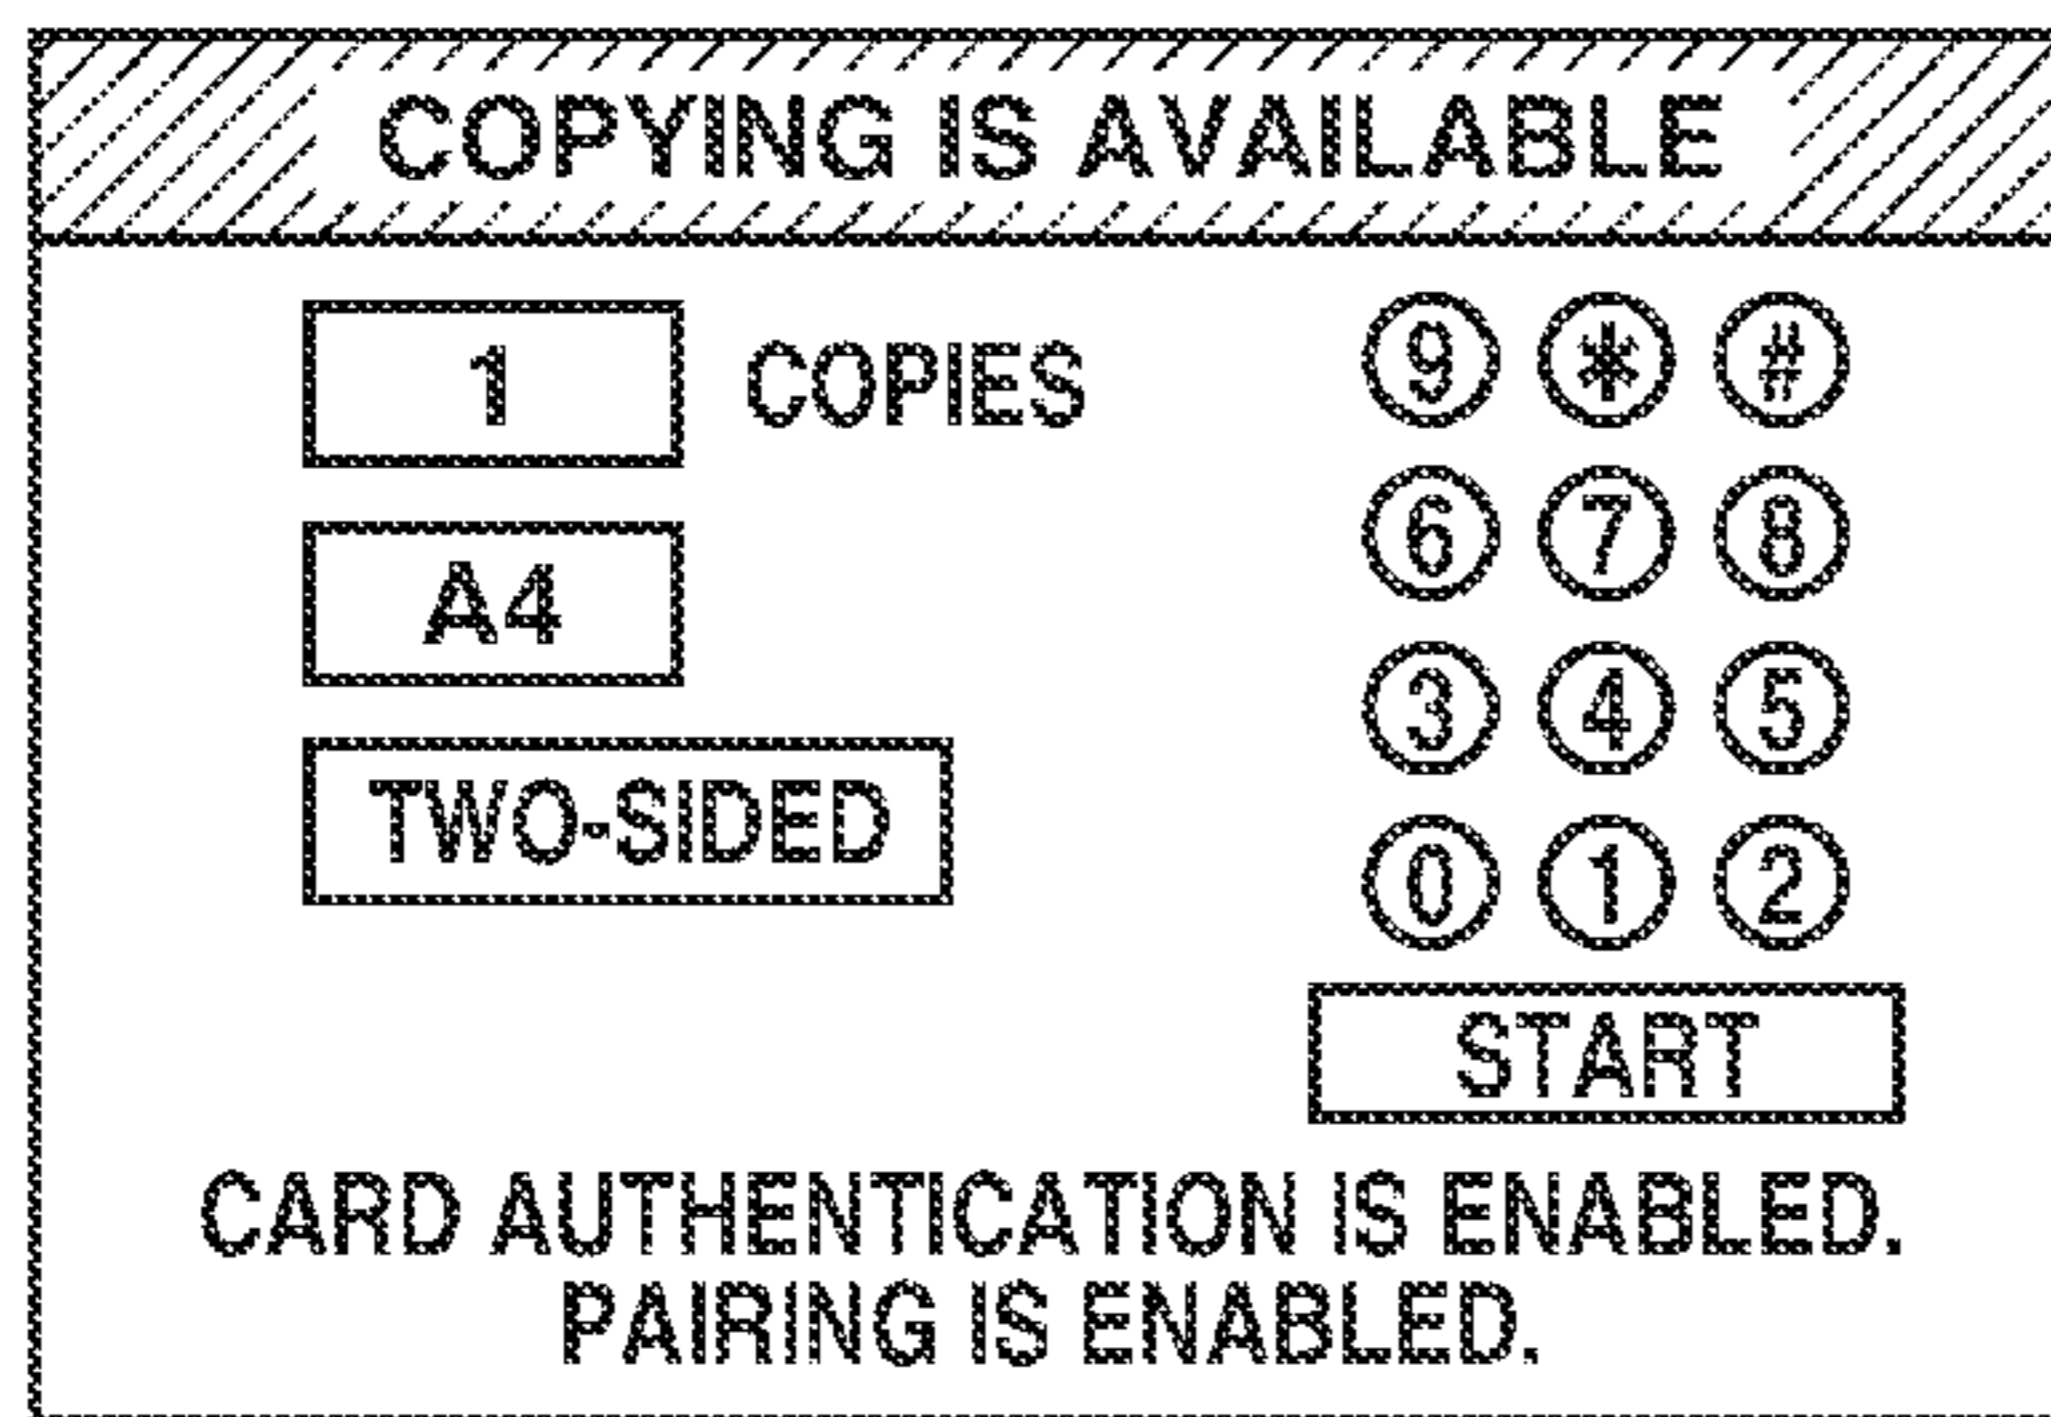 COPYING IS AVAILABLE
1 COPIES
A4
TWO-SIDED
9 * #
6 7 8
3 4 5
0 1 2
START
CARD AUTHENTICATION IS ENABLED.
PAIRING IS ENABLED.